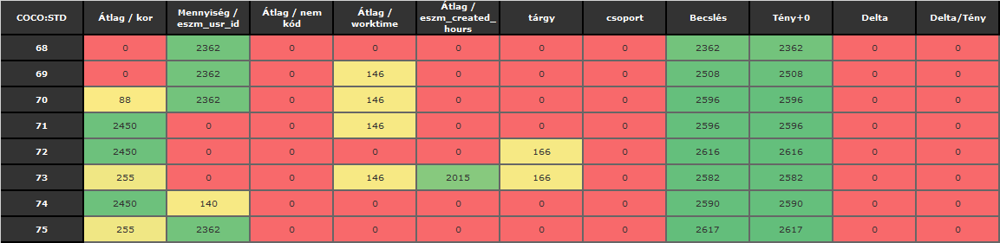 COCO:STD Átlag / kor Mennyiség / eszm_usr_id Átlag / nem kód Átlag / worktime Átlag / eszm_created_hours tárgy csoport Becslés Tény+0 Delta Delta/Tény
68 0 2362 0 0 0 0 0 2362 2362 0 0
69 0 2362 0 146 0 0 0 2508 2508 0 0
70 88 2362 0 146 0 0 0 2596 2596 0 0
71 2450 0 0 146 0 0 0 2596 2596 0 0
72 2450 0 0 0 0 166 0 2616 2616 0 0
73 255 0 0 146 2015 166 0 2582 2582 0 0
74 2450 140 0 0 0 0 0 2590 2590 0 0
75 255 2362 0 0 0 0 0 2617 2617 0 0